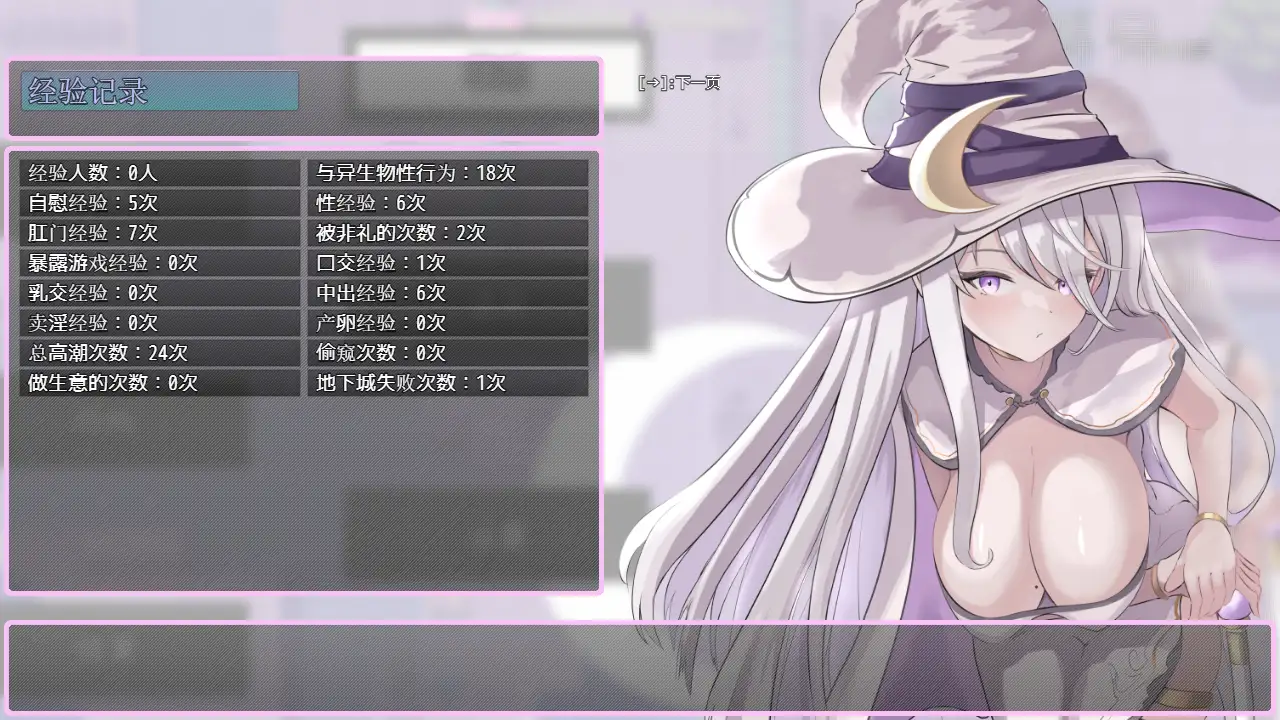 经验记录
[→]:下一页
经验人数：0人
与异生物性行为：18次
自慰经验：5次
性经验：6次
肛门经验：7次
被非礼的次数：2次
暴露游戏经验：0次
口交经验：1次
乳交经验：0次
中出经验：6次
卖淫经验：0次
产卵经验：0次
总高潮次数：24次
偷窥次数：0次
做生意的次数：0次
地下城失败次数：1次